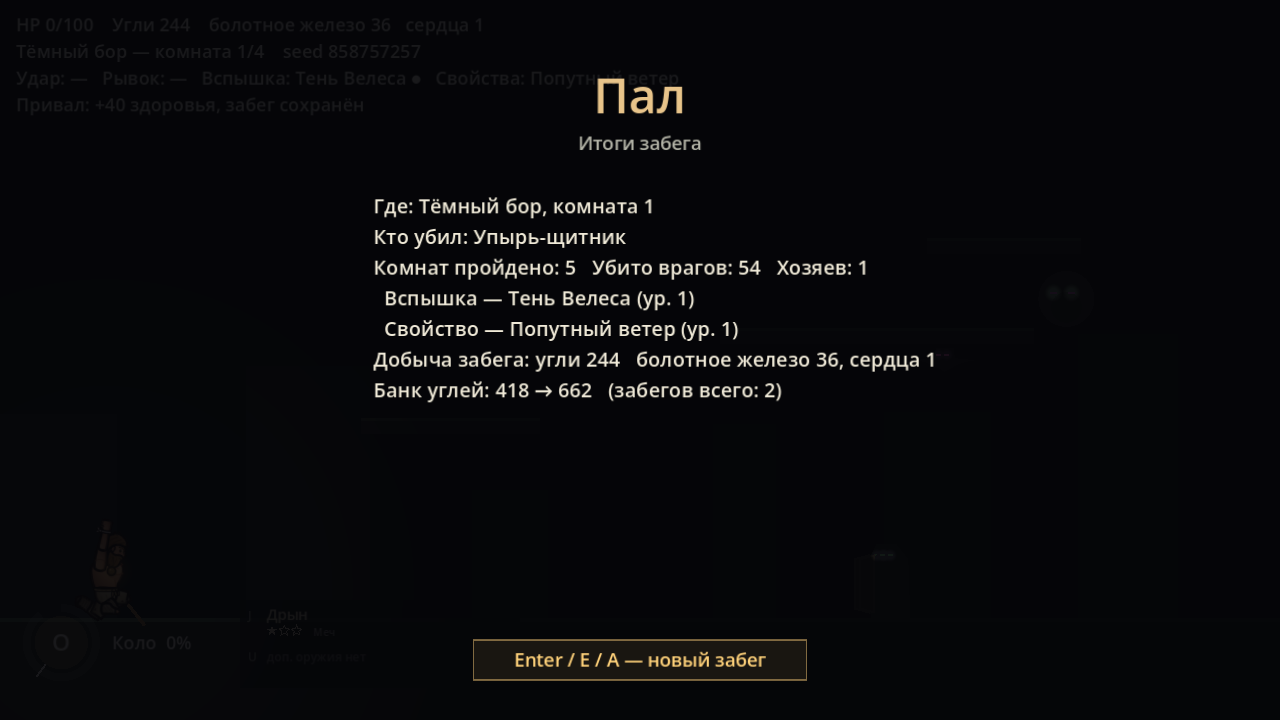 HP 0/100 Угли 244 болотное железо 36 сердца 1
Тёмный бор — комната 1/4 seed 858757257
Удар: — Рывок: — Вспышка: Тень Велеса ● Свойства: Попутный ветер
Привал: +40 здоровья, забег сохранён
Пал
Итоги забега
Где: Тёмный бор, комната 1
Кто убил: Упырь-щитник
Комнат пройдено: 5 Убито врагов: 54 Хозяев: 1
Вспышка — Тень Велеса (ур. 1)
Свойство — Попутный ветер (ур. 1)
Добыча забега: угли 244 болотное железо 36, сердца 1
Банк углей: 418 → 662 (забегов всего: 2)
J Дрын
★☆☆ Меч
О Коло 0%
U доп. оружия нет
Enter / E / A — новый забег